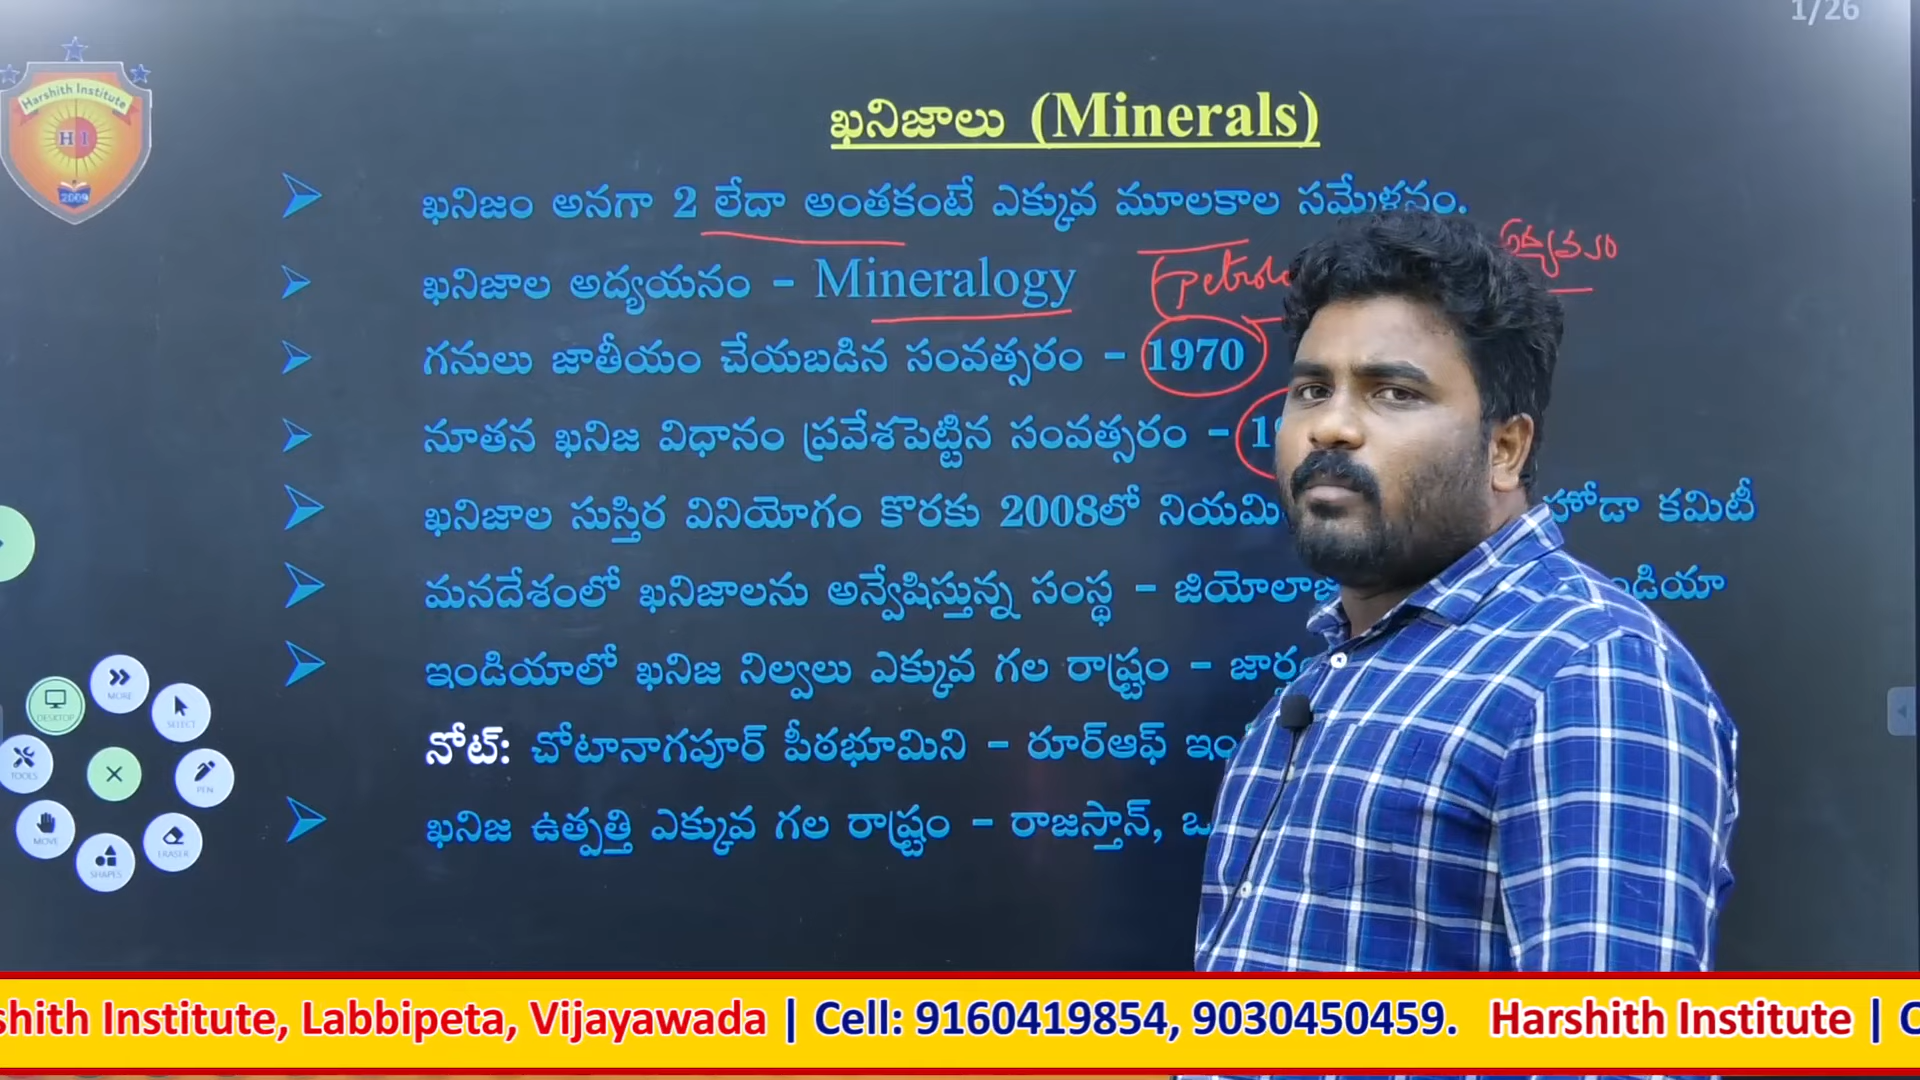 1/26
Harshith Institute
H I
2009
ఖనిజాలు (Minerals)
ఖనిజం అనగా 2 లేదా అంతకంటే ఎక్కువ మూలకాల సమ్మేళనం.
ఖనిజాల అధ్యయనం - Mineralogy
గనులు జాతీయం చేయబడిన సంవత్సరం - 1970
నూతన ఖనిజ విధానం ప్రవేశపెట్టిన సంవత్సరం -
ఖనిజాల సుస్తిర వినియోగం కొరకు 2008లో హోడా కమిటీ
మనదేశంలో ఖనిజాలను అన్వేషిస్తున్న సంస్థ -
ఇండియాలో ఖనిజ నిల్వలు ఎక్కువ గల రాష్ట్రం -
నోట్: చోటానాగపూర్ పీఠభూమిని - రూర్ఆఫ్
ఖనిజ ఉత్పత్తి ఎక్కువ గల రాష్ట్రం - రాజస్తాన్,
MORE
DESKTOP
SELECT
TOOLS
PEN
MOVE
ERASER
SHAPES
shith Institute, Labbipeta, Vijayawada | Cell: 9160419854, 9030450459. Harshith Institute | C